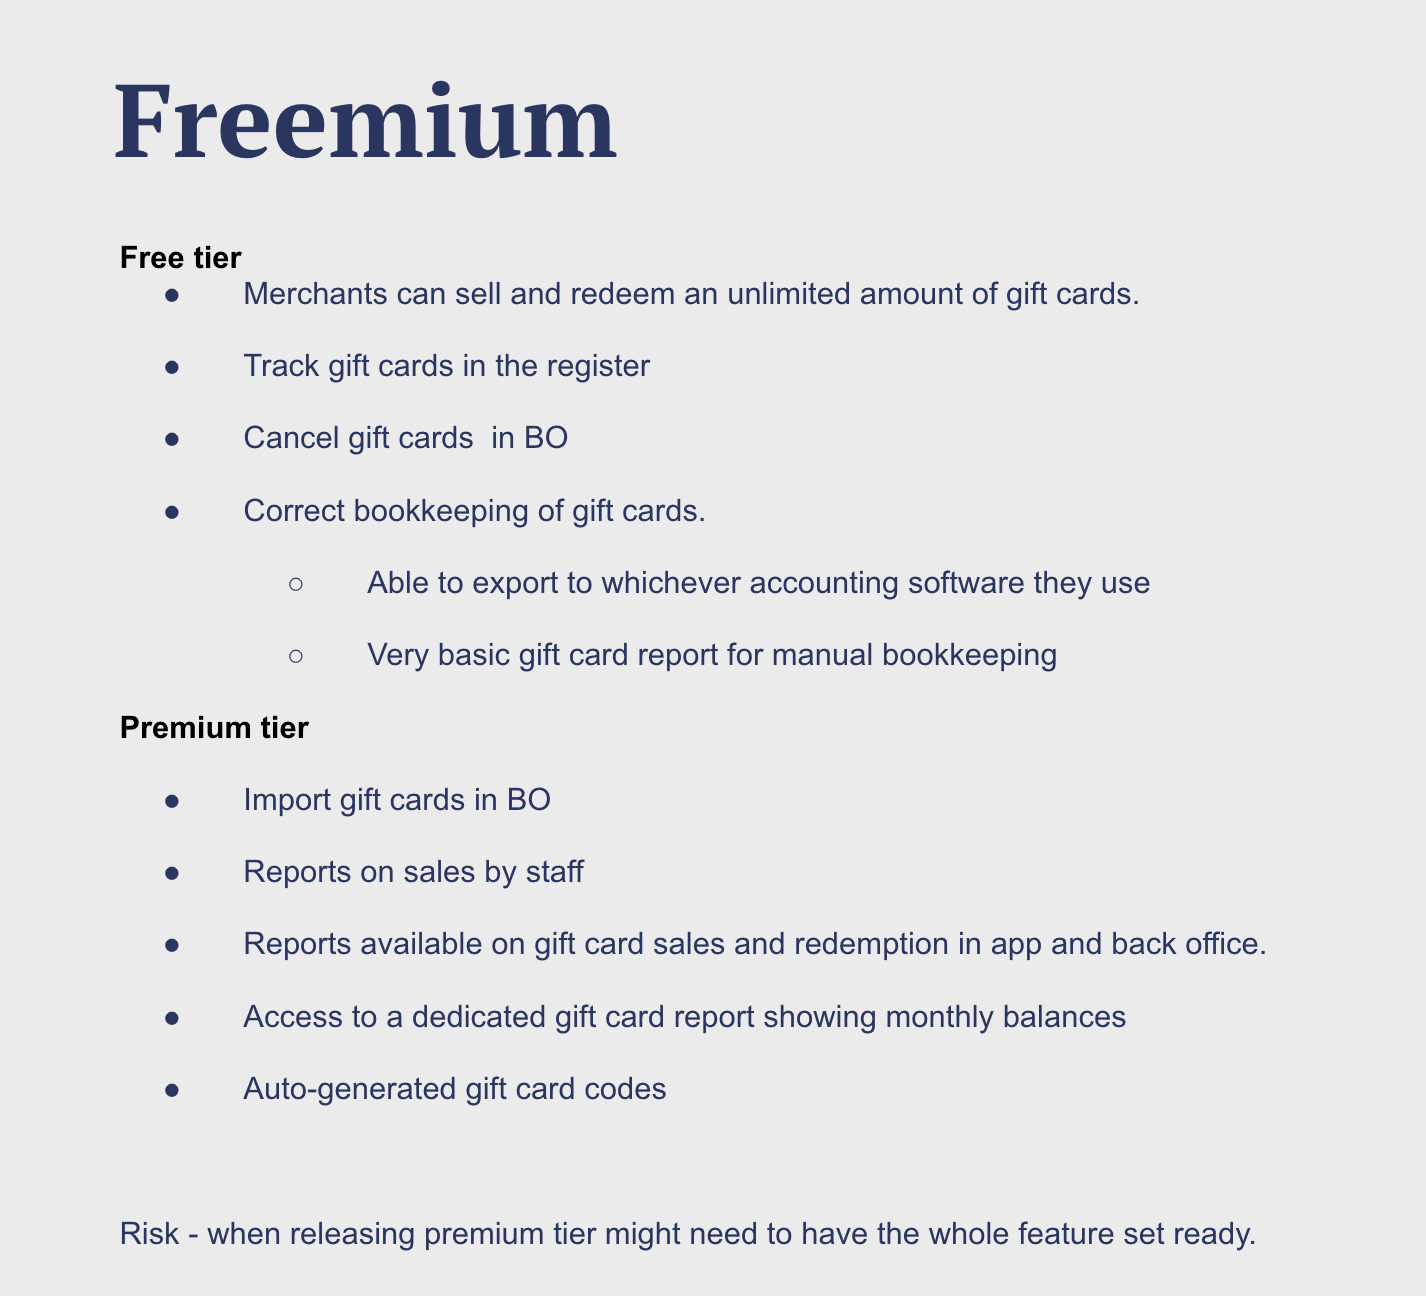 Freemium
Free tier
● Merchants can sell and redeem an unlimited amount of gift cards.
● Track gift cards in the register
● Cancel gift cards  in BO
● Correct bookkeeping of gift cards.
○ Able to export to whichever accounting software they use
○ Very basic gift card report for manual bookkeeping
Premium tier
● Import gift cards in BO
● Reports on sales by staff
● Reports available on gift card sales and redemption in app and back office.
● Access to a dedicated gift card report showing monthly balances
● Auto-generated gift card codes
Risk - when releasing premium tier might need to have the whole feature set ready.